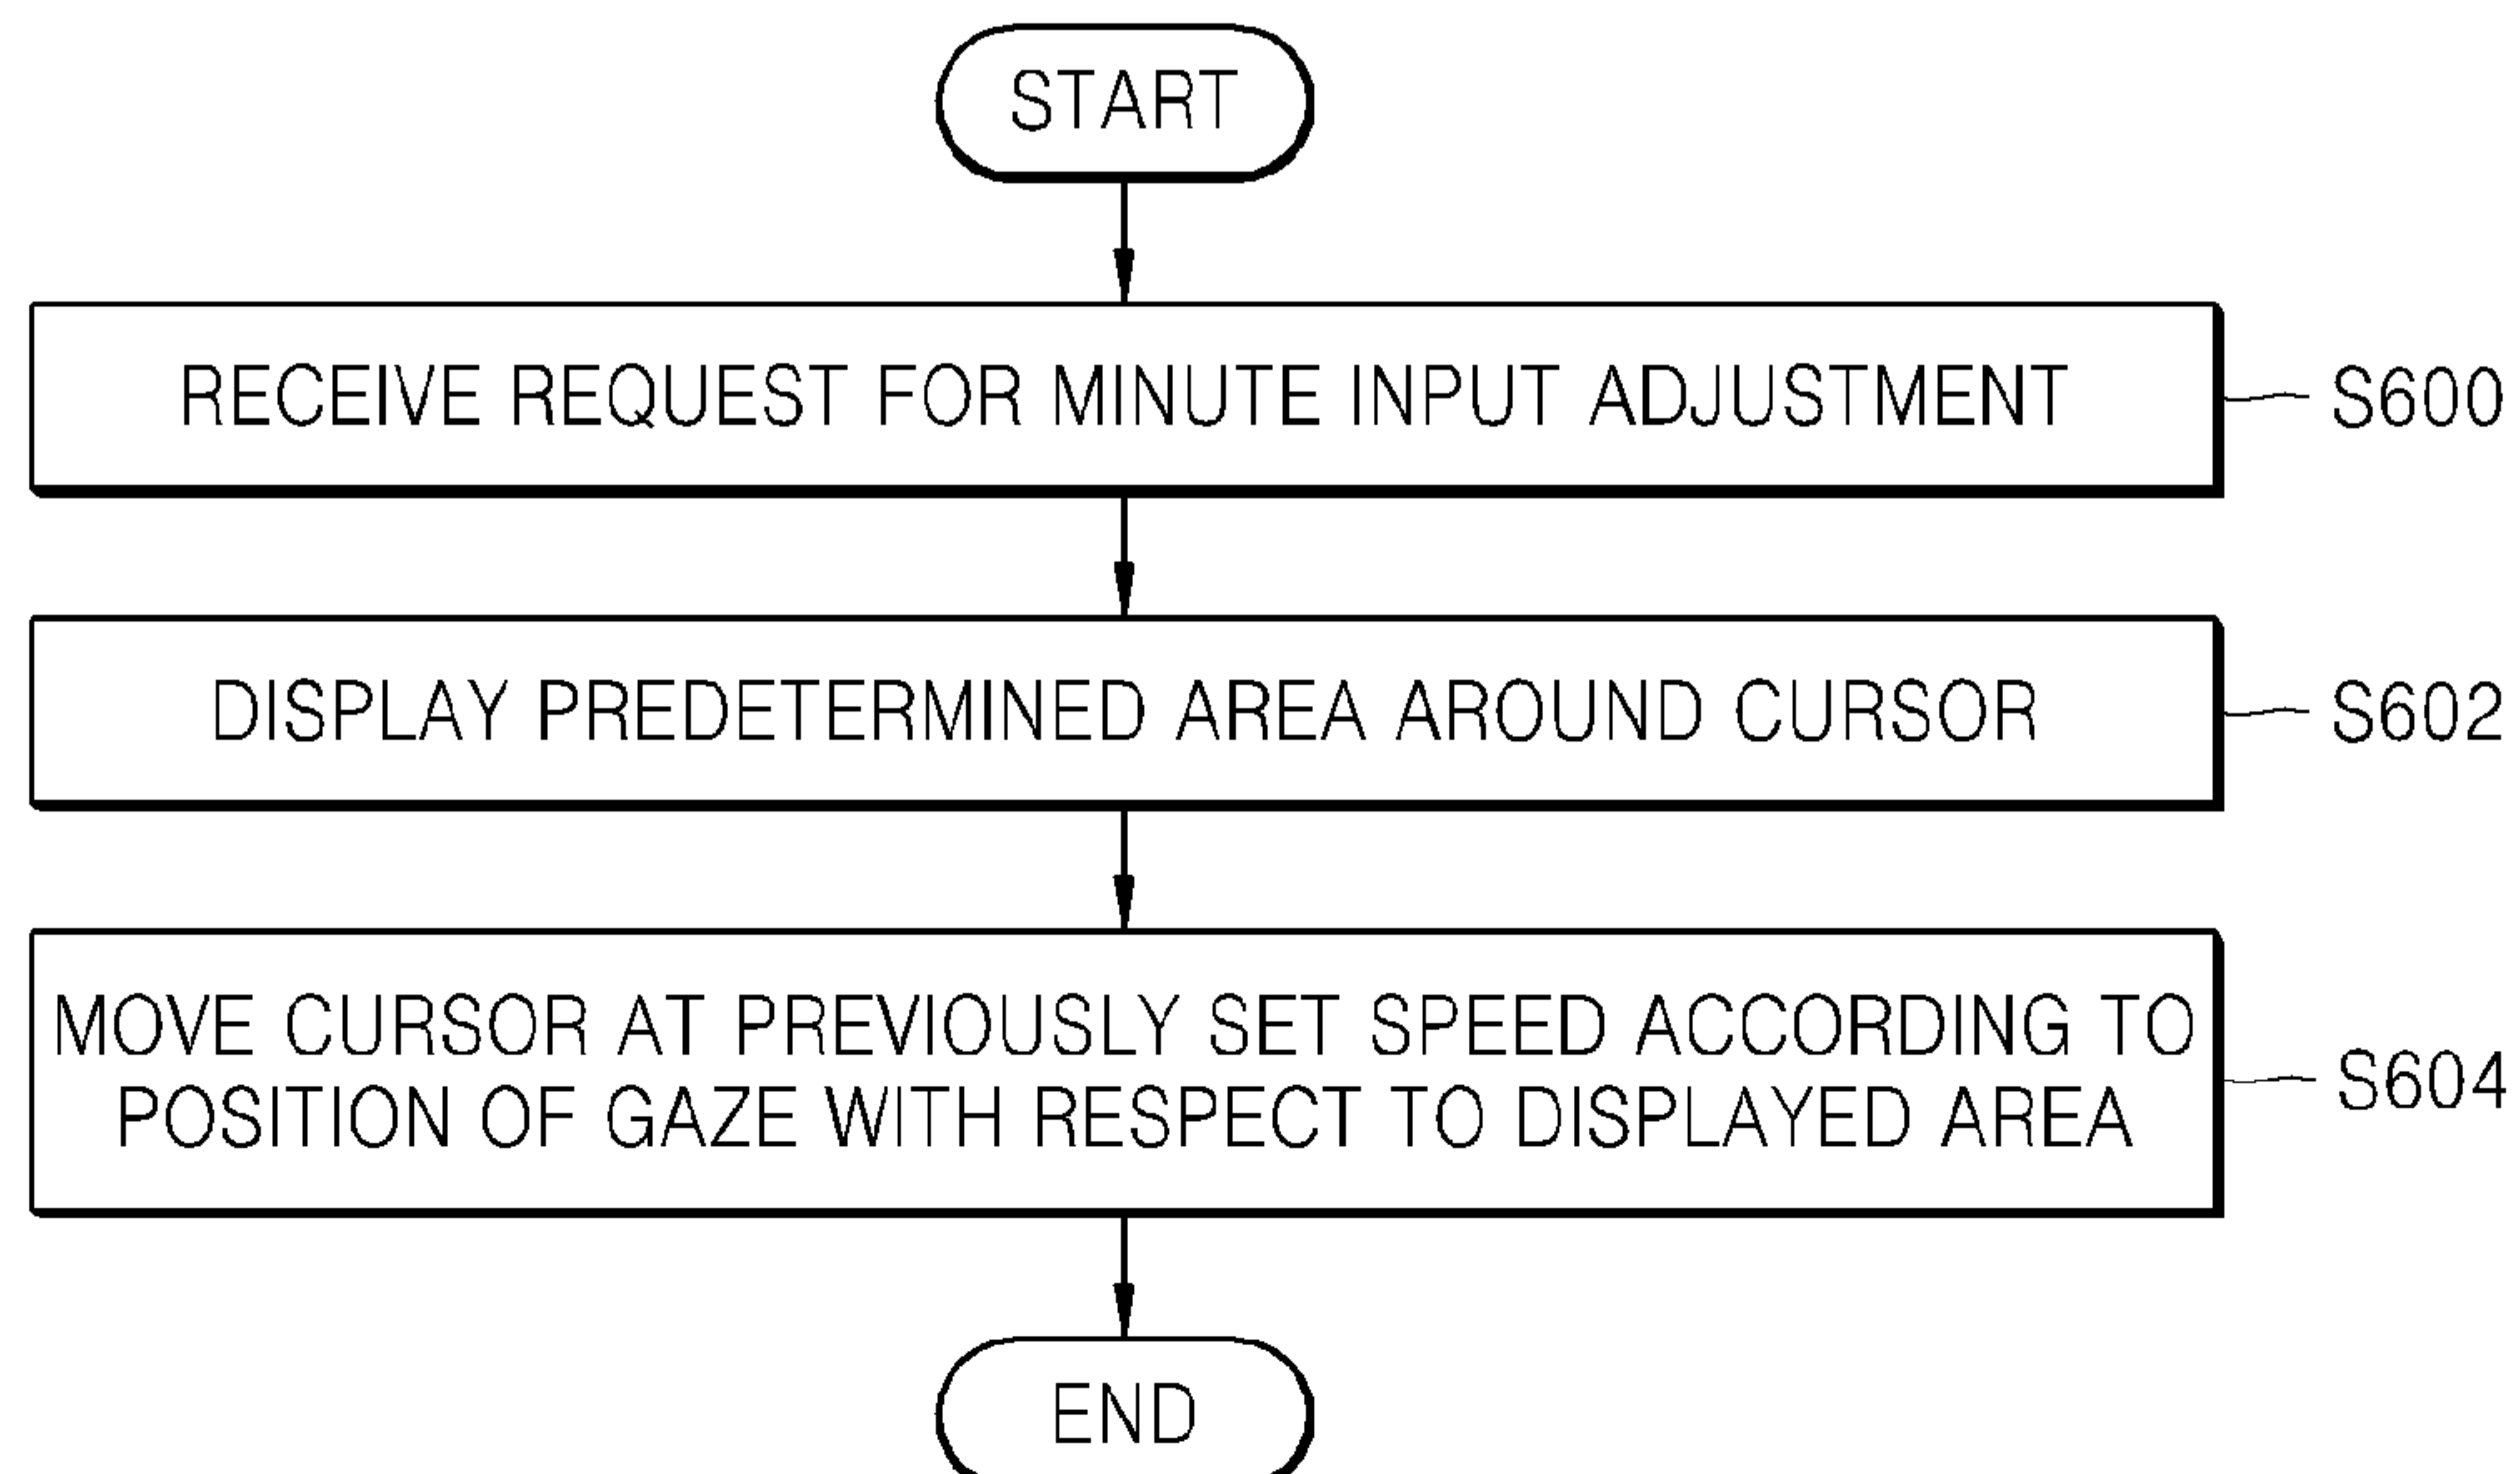 START
RECEIVE REQUEST FOR MINUTE INPUT ADJUSTMENT
S600
DISPLAY PREDETERMINED AREA AROUND CURSOR
S602
MOVE CURSOR AT PREVIOUSLY SET SPEED ACCORDING TO
POSITION OF GAZE WITH RESPECT TO DISPLAYED AREA
S604
END